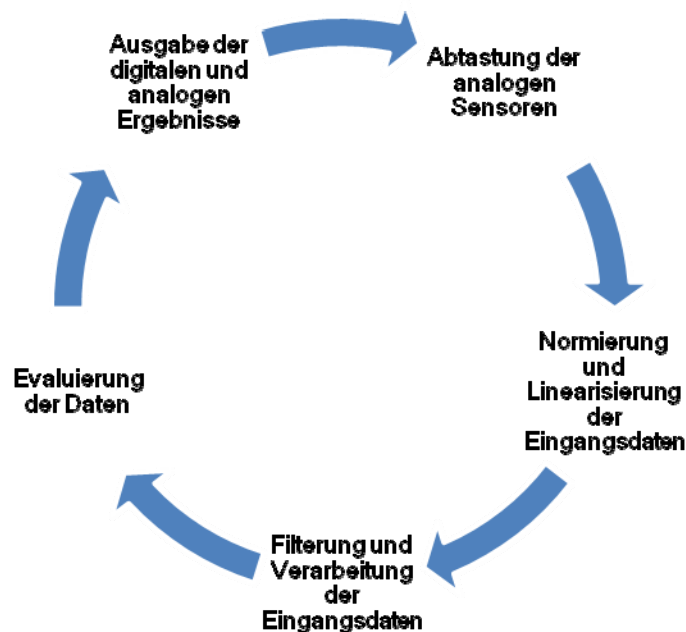 Ausgabe der
digitalen und
analogen
Ergebnisse
Abtastung der
analogen
Sensoren
Normierung
und
Linearisierung
der
Eingangsdaten
Filterung und
Verarbeitung
der
Eingangsdaten
Evaluierung
der Daten